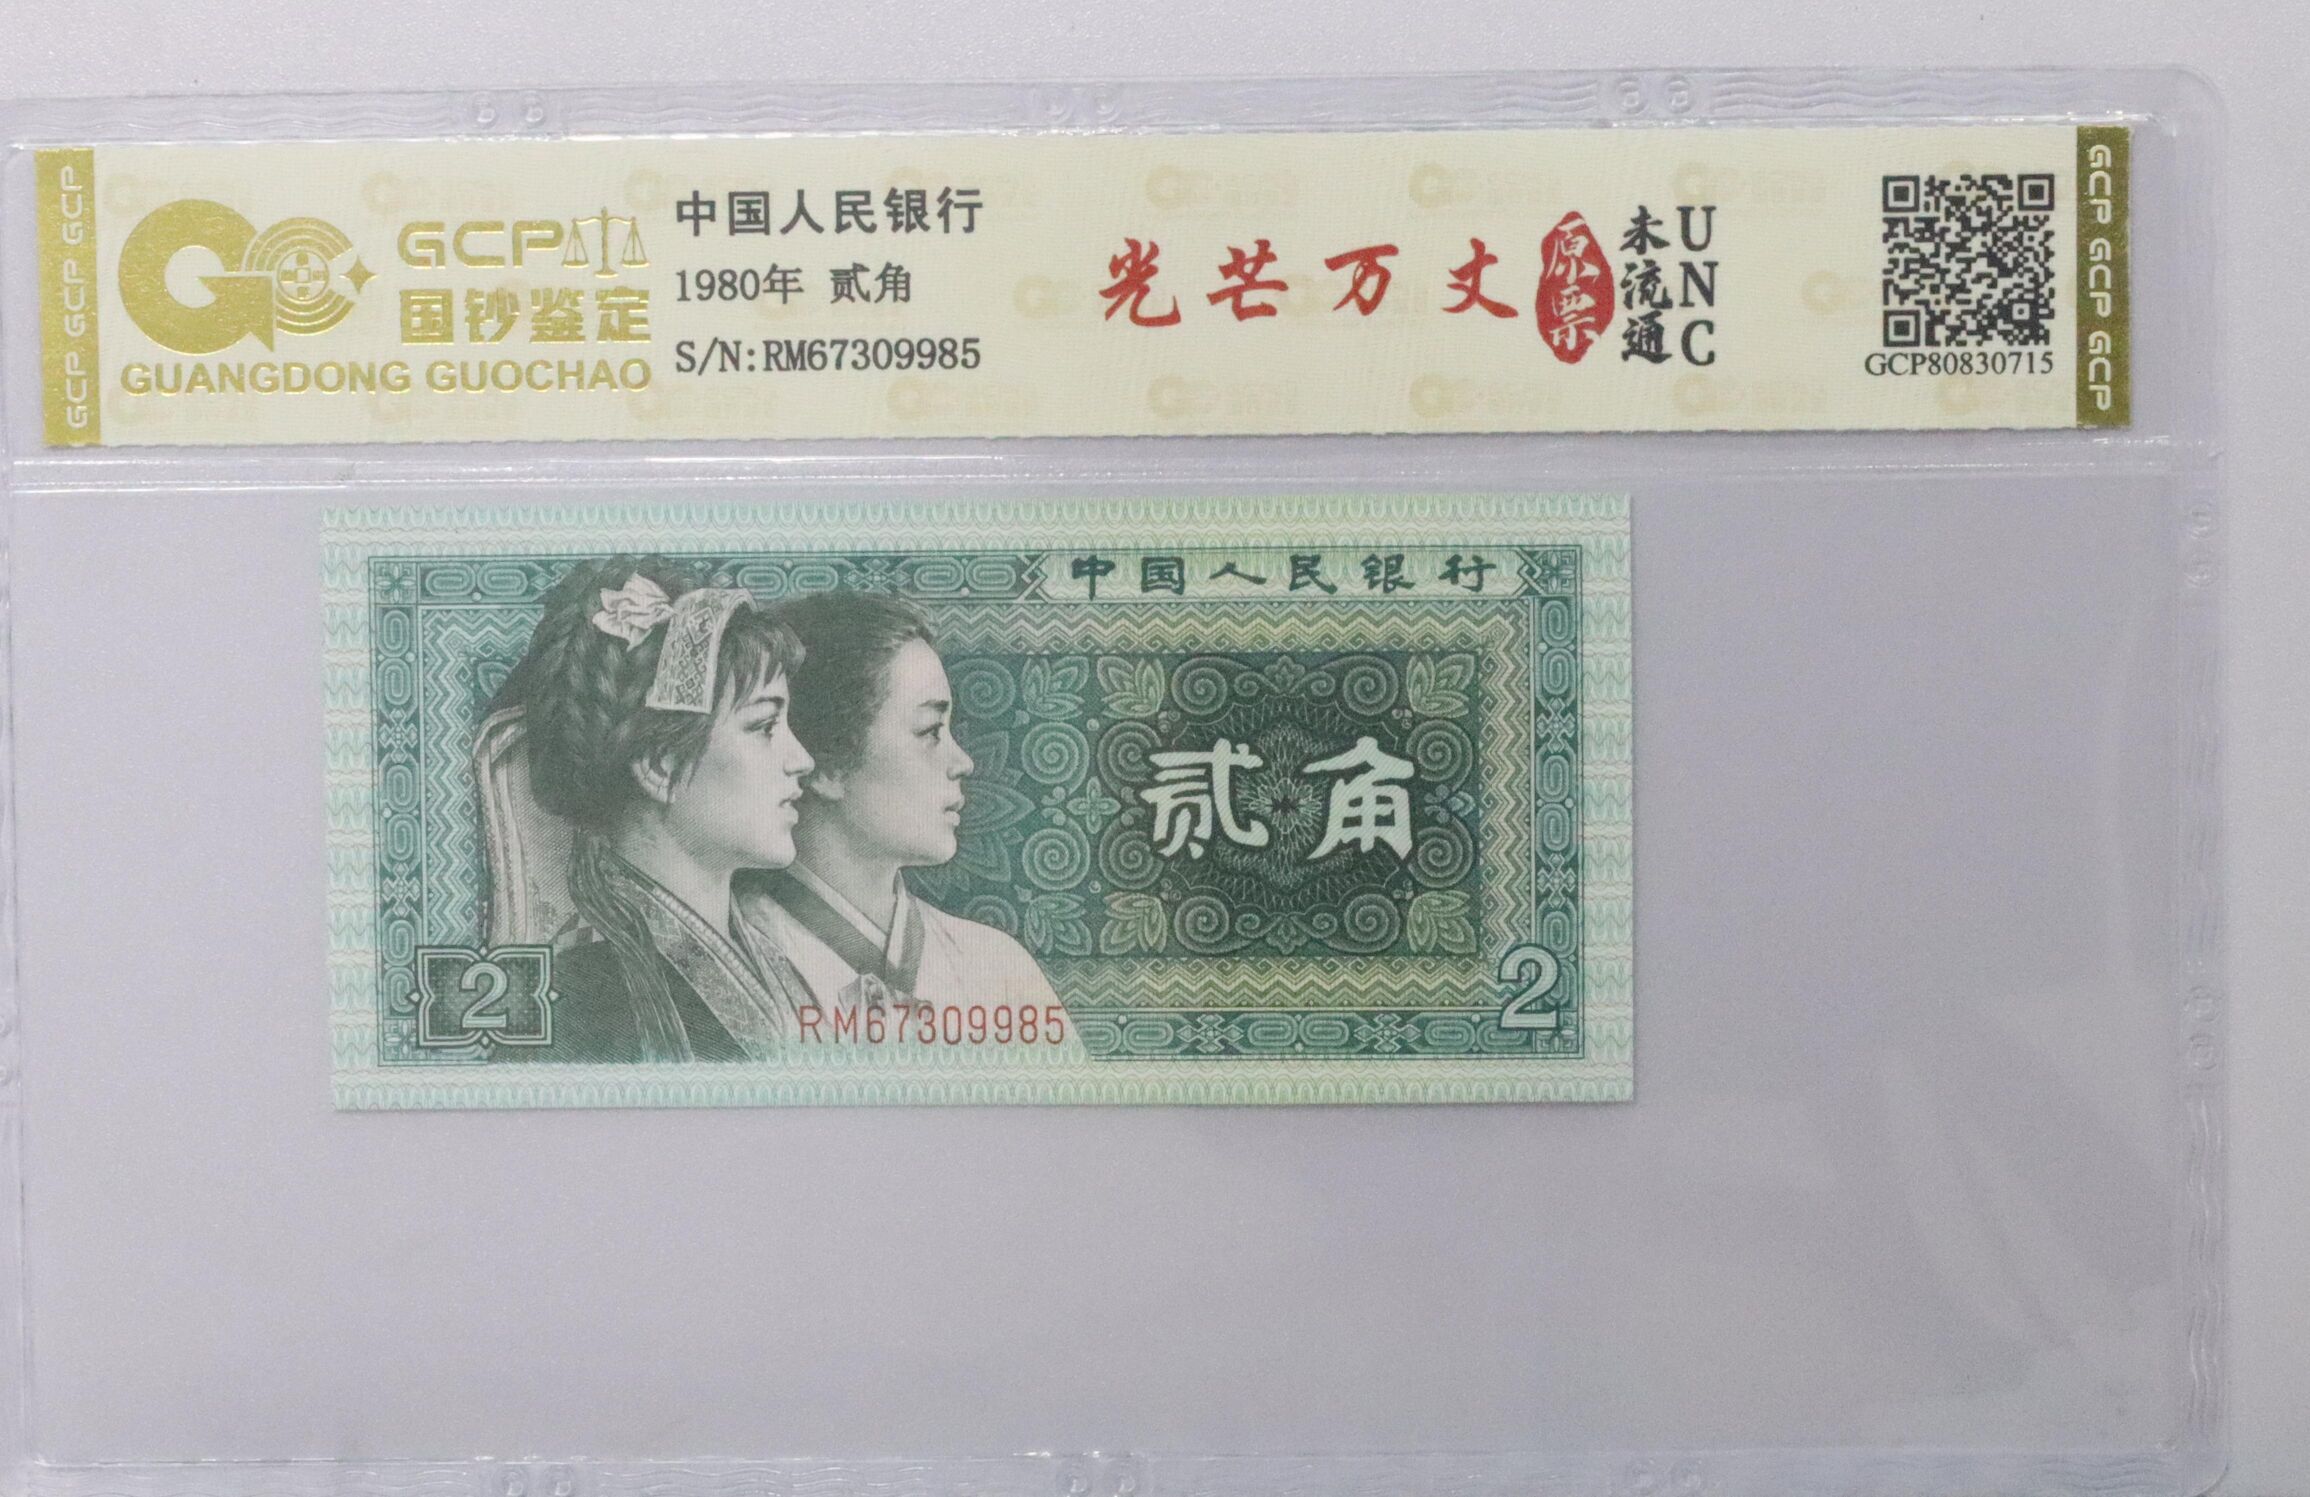 GCP GCP GCP
GCP
国钞鉴定
GUANGDONG GUOCHAO
中国人民银行
1980年 贰角
S/N:RM67309985
光芒万丈
原票
未流通
UNC
GCP80830715
GCP GCP GCP
中国人民银行
贰角
2
RM67309985
2